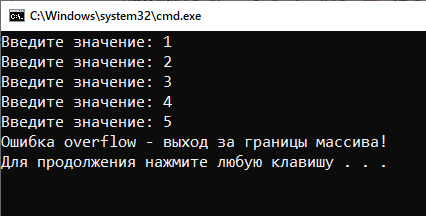 C:\Windows\system32\cmd.exe
Введите значение: 1
Введите значение: 2
Введите значение: 3
Введите значение: 4
Введите значение: 5
Ошибка overflow - выход за границы массива!
Для продолжения нажмите любую клавишу . . .